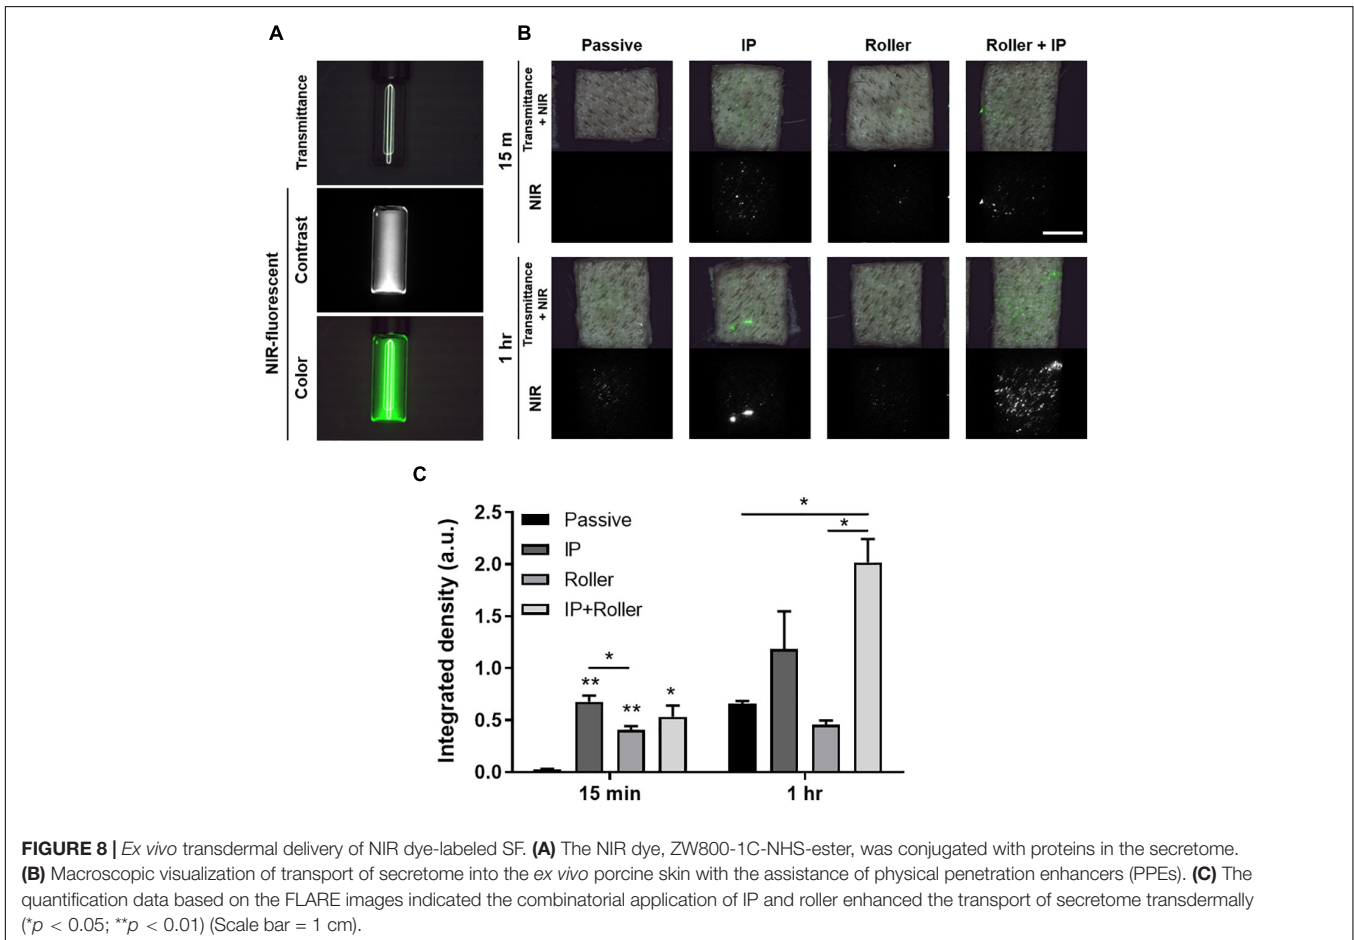 A
Transmittance
NIR-fluorescent
Contrast
Color
B
Passive
IP
Roller
Roller + IP
15 m
Transmittance
+ NIR
NIR
1 hr
Transmittance
+ NIR
NIR
C
Integrated density (a.u.)
2.5
2.0
1.5
1.0
0.5
0.0
Passive
IP
Roller
IP+Roller
*
**
**
*
*
*
15 min
1 hr
FIGURE 8 | Ex vivo transdermal delivery of NIR dye-labeled SF. (A) The NIR dye, ZW800-1C-NHS-ester, was conjugated with proteins in the secretome.
(B) Macroscopic visualization of transport of secretome into the ex vivo porcine skin with the assistance of physical penetration enhancers (PPEs). (C) The
quantification data based on the FLARE images indicated the combinatorial application of IP and roller enhanced the transport of secretome transdermally
(*p < 0.05; **p < 0.01) (Scale bar = 1 cm).